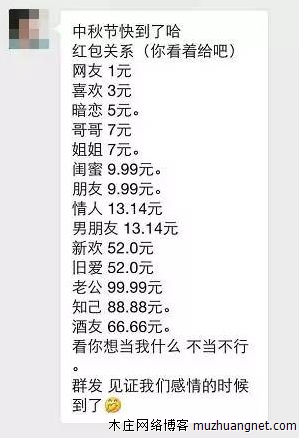 中秋节快到了哈
红包关系（你看着给吧）
网友 1元
喜欢 3元
暗恋 5元。
哥哥 7元
姐姐 7元。
闺蜜 9.99元。
朋友 9.99元。
情人 13.14元
男朋友 13.14元
新欢 52.0元
旧爱 52.0元
老公 99.99元
知己 88.88元。
酒友 66.66元。
看你想当我什么 不当不行
。
群发 见证我们感情的时候
到了
木庄网络博客 muzhuangnet.com